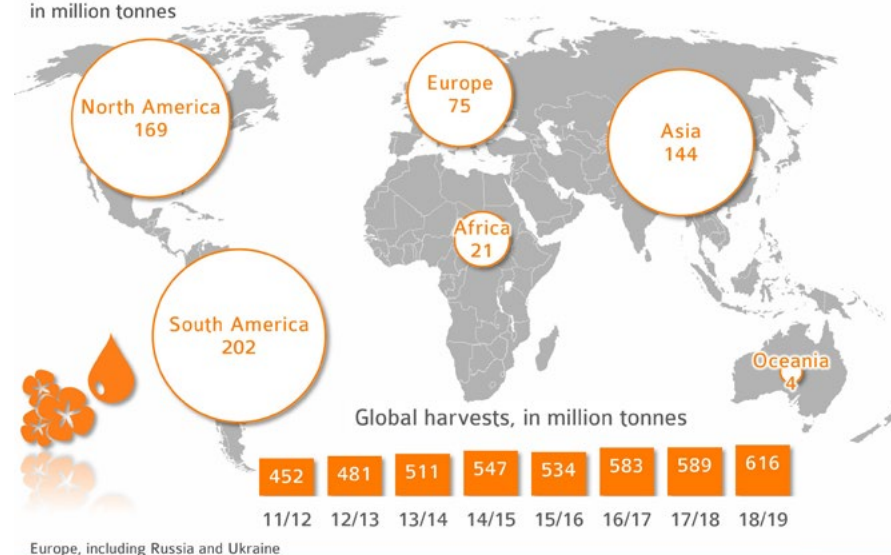 in million tonnes
North America
169
Europe
75
Asia
144
Africa
21
South America
202
Oceania
4
Global harvests, in million tonnes
452 481 511 547 534 583 589 616
11/12 12/13 13/14 14/15 15/16 16/17 17/18 18/19
Europe, including Russia and Ukraine